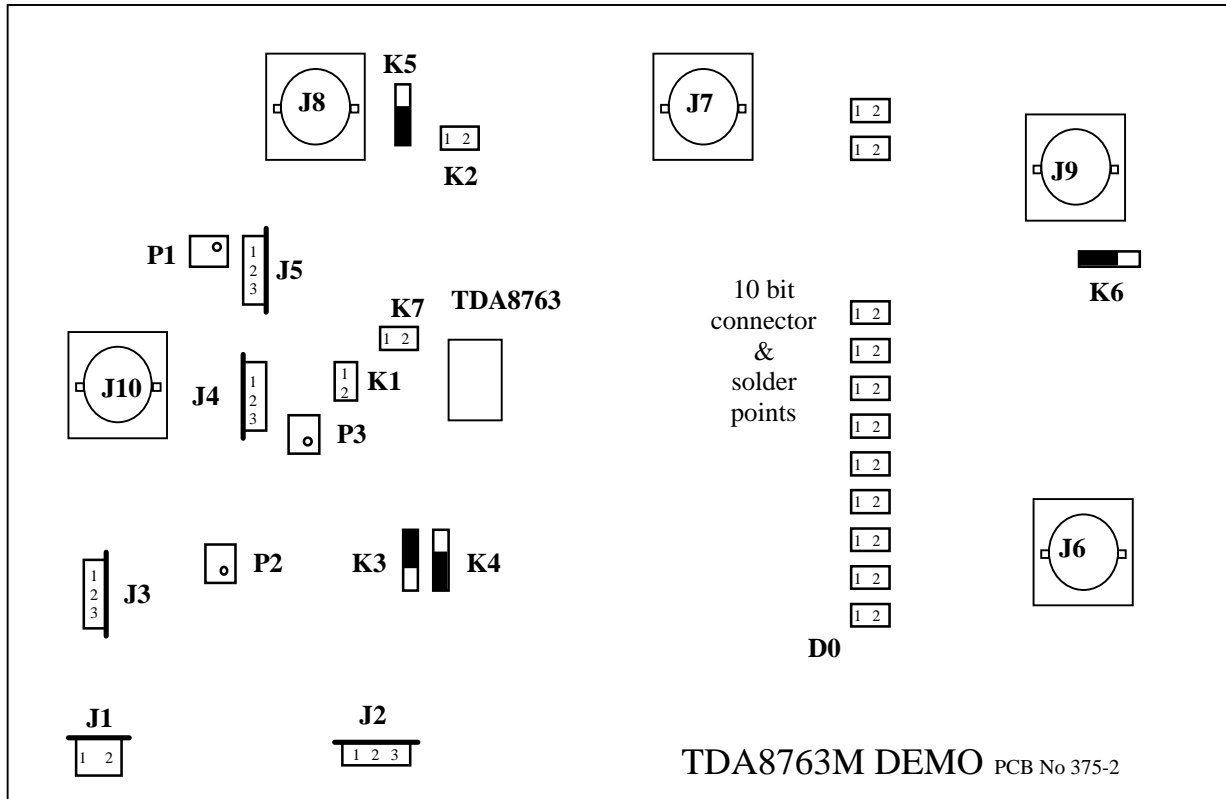 K5
J8
J7
1 2
1 2
K2
1 2
J9
P1
1
2
3
J5
K6
K7
TDA8763
1 2
10 bit
connector
&
solder
points
1 2
1 2
1 2
1 2
1 2
1 2
1 2
1 2
1 2
D0
J10
J4
1
2
3
1
2
K1
P3
J3
1
2
3
P2
K3
K4
J6
J1
1 2
J2
1 2 3
TDA8763M DEMO PCB No 375-2